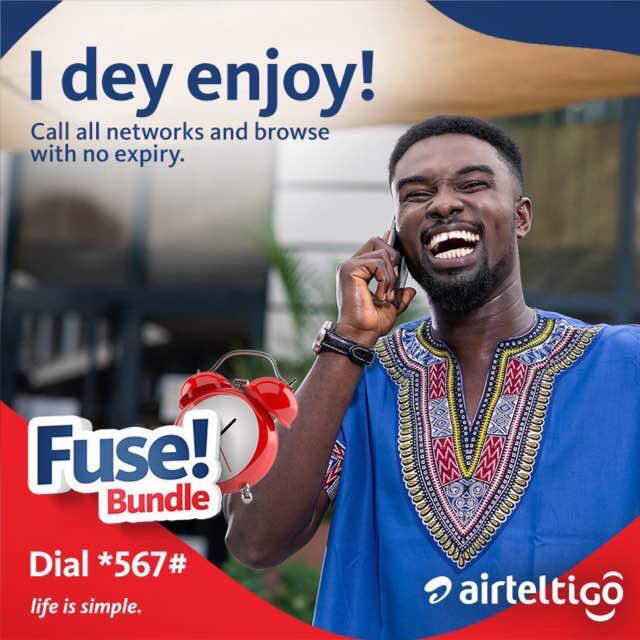 I dey enjoy!
Call all networks and browse
with no expiry.
Fuse!
Bundle
Dial *567#
life is simple.
airteltigo